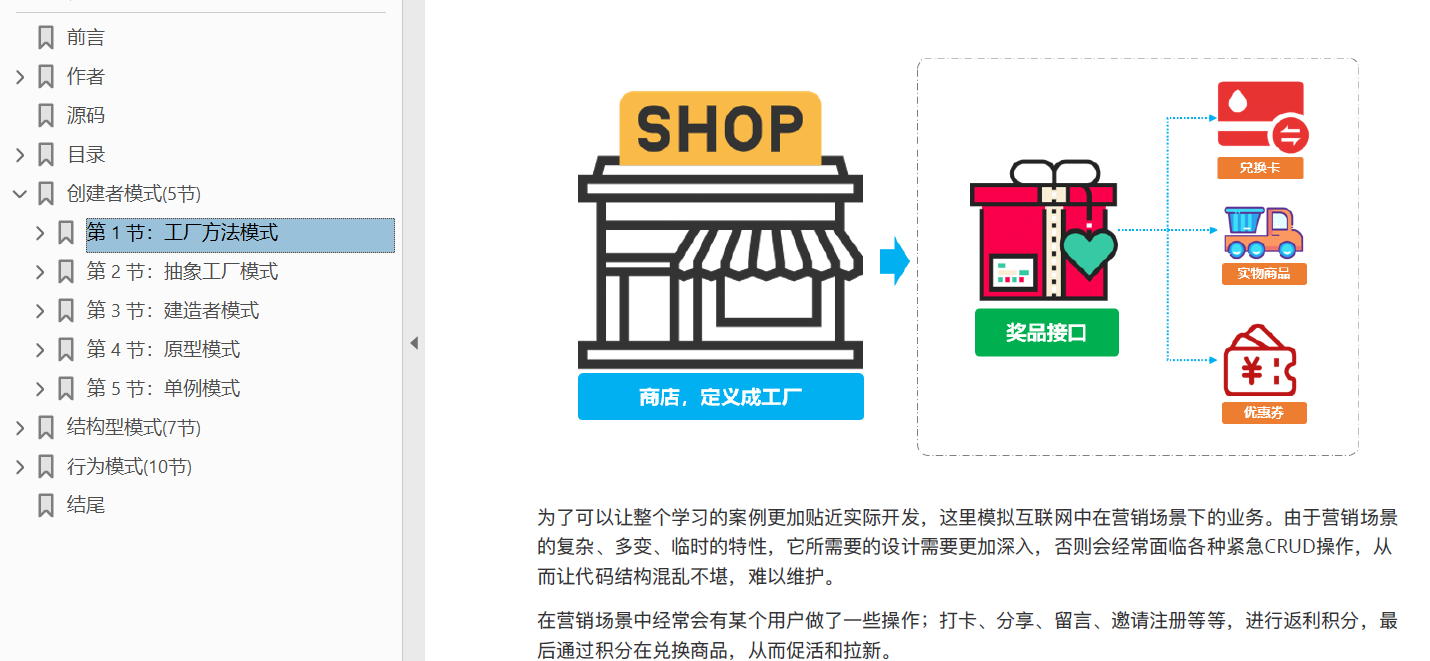 前言
作者
源码
目录
创建者模式(5节)
第 1 节：工厂方法模式
第 2 节：抽象工厂模式
第 3 节：建造者模式
第 4 节：原型模式
第 5 节：单例模式
结构型模式(7节)
行为模式(10节)
结尾
SHOP
商店，定义成工厂
奖品接口
兑换卡
实物商品
¥
优惠券
为了可以让整个学习的案例更加贴近实际开发，这里模拟互联网中在营销场景下的业务。由于营销场景
的复杂、多变、临时的特性，它所需要的设计需要更加深入，否则会经常面临各种紧急CRUD操作，从
而让代码结构混乱不堪，难以维护。
在营销场景中经常会有某个用户做了一些操作；打卡、分享、留言、邀请注册等等，进行返利积分，最
后通过积分在兑换商品，从而促活和拉新。